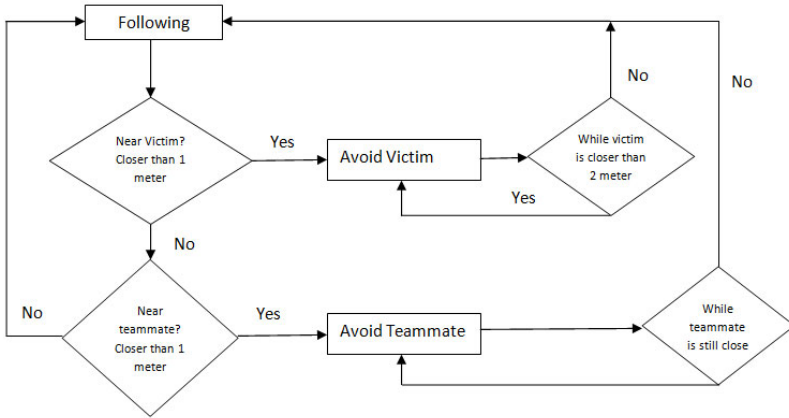 Following
No
No
Near Victim?
Closer than 1
meter
Yes
Avoid Victim
While victim
is closer than
2 meter
Yes
No
No
Near
teammate?
Closer than 1
meter
Yes
Avoid Teammate
While
teammate
is still close